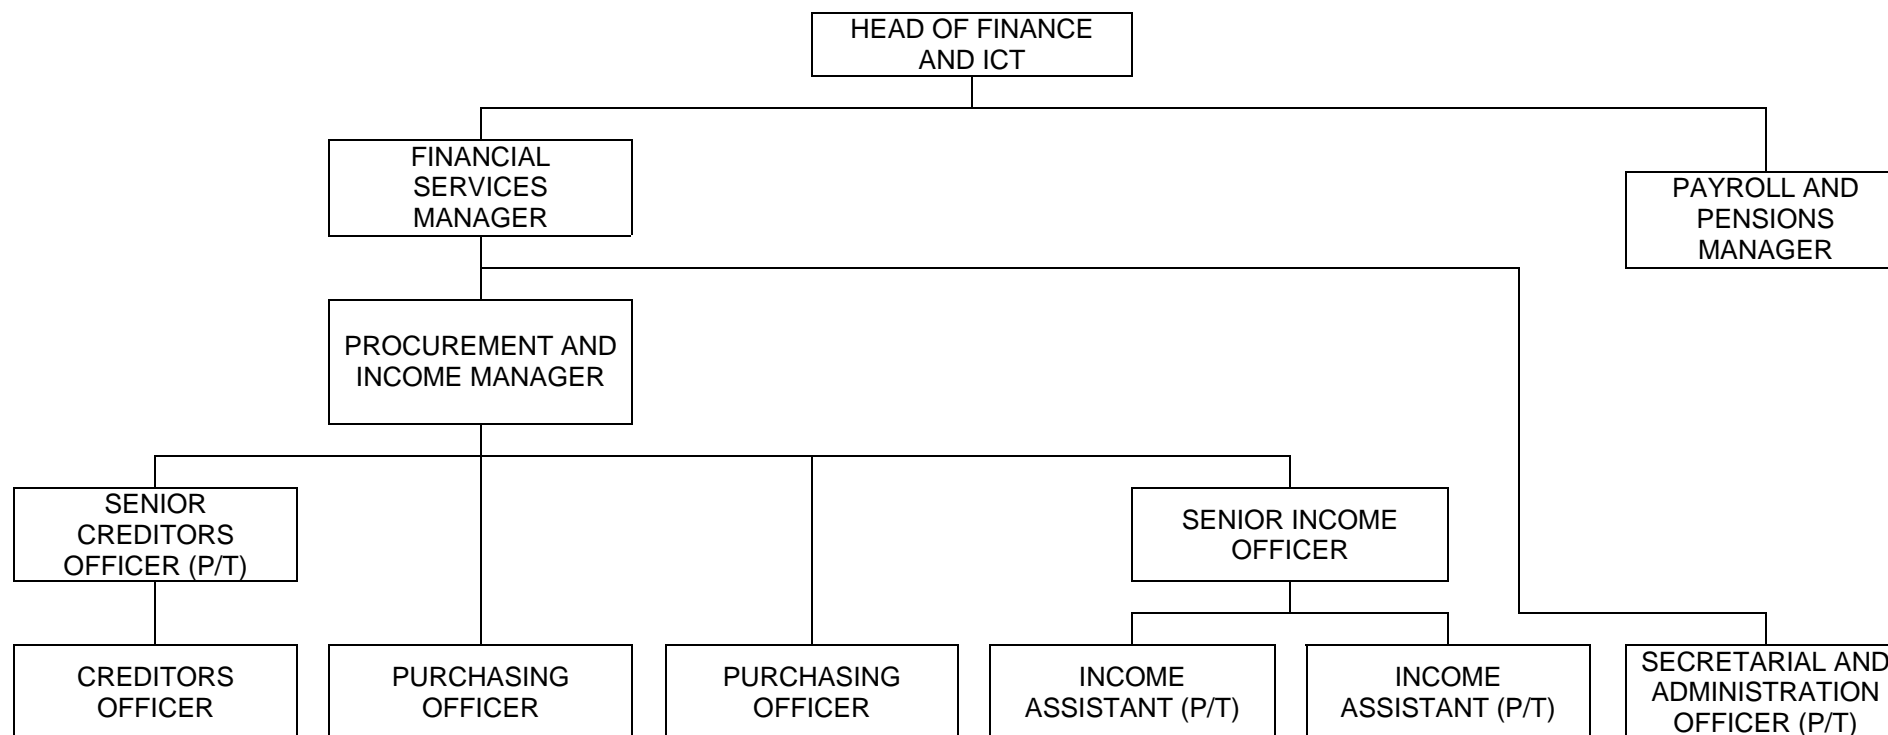 HEAD OF FINANCE
AND ICT
FINANCIAL
SERVICES
MANAGER
PAYROLL AND
PENSIONS
MANAGER
PROCUREMENT AND
INCOME MANAGER
SENIOR
CREDITORS
OFFICER (P/T)
SENIOR INCOME
OFFICER
CREDITORS
OFFICER
PURCHASING
OFFICER
PURCHASING
OFFICER
INCOME
ASSISTANT (P/T)
INCOME
ASSISTANT (P/T)
SECRETARIAL AND
ADMINISTRATION
OFFICER (P/T)